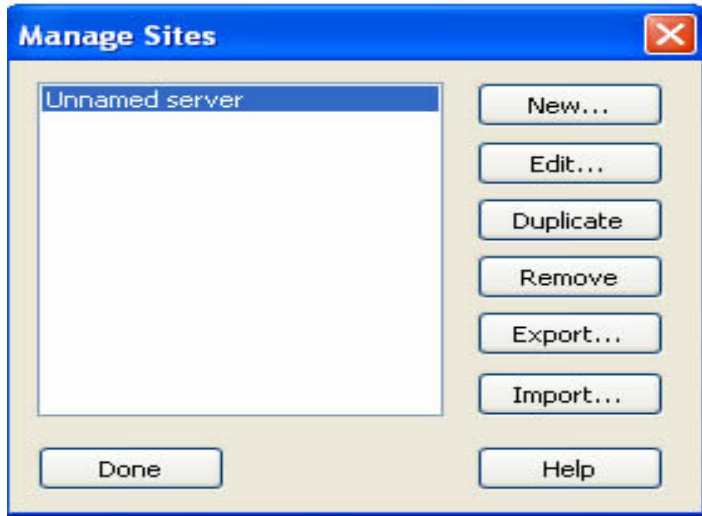 Manage Sites
Unnamed server
New...
Edit...
Duplicate
Remove
Export...
Import...
Done
Help